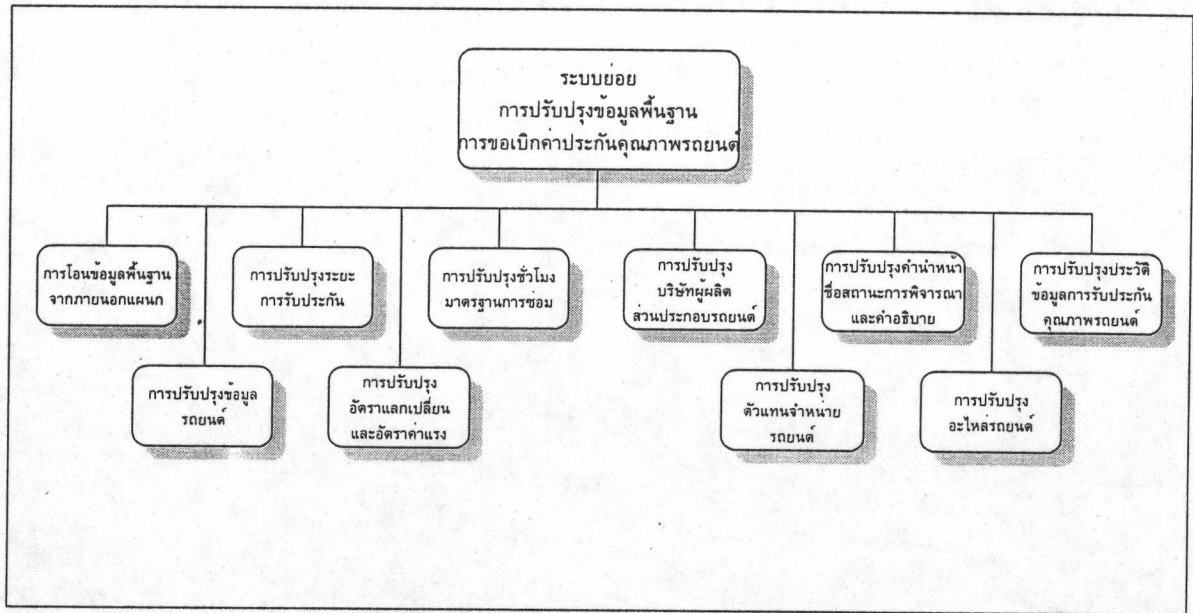 ระบบย่อย
การปรับปรุงข้อมูลพื้นฐาน
การขอเบิกค่าประกันคุณภาพรถยนต์
การโอนข้อมูลพื้นฐาน
จากภายนอกแผนก
การปรับปรุงระยะ
การรับประกัน
การปรับปรุงชั่วโมง
มาตรฐานการซ่อม
การปรับปรุง
บริษัทผู้ผลิต
ส่วนประกอบรถยนต์
การปรับปรุงคำนำหน้า
ชื่อสถานะการพิจารณา
และคำอธิบาย
การปรับปรุงประวัติ
ข้อมูลการรับประกัน
คุณภาพรถยนต์
การปรับปรุงข้อมูล
รถยนต์
การปรับปรุง
อัตราแลกเปลี่ยน
และอัตราค่าแรง
การปรับปรุง
ตัวแทนจำหน่าย
รถยนต์
การปรับปรุง
อะไหล่รถยนต์